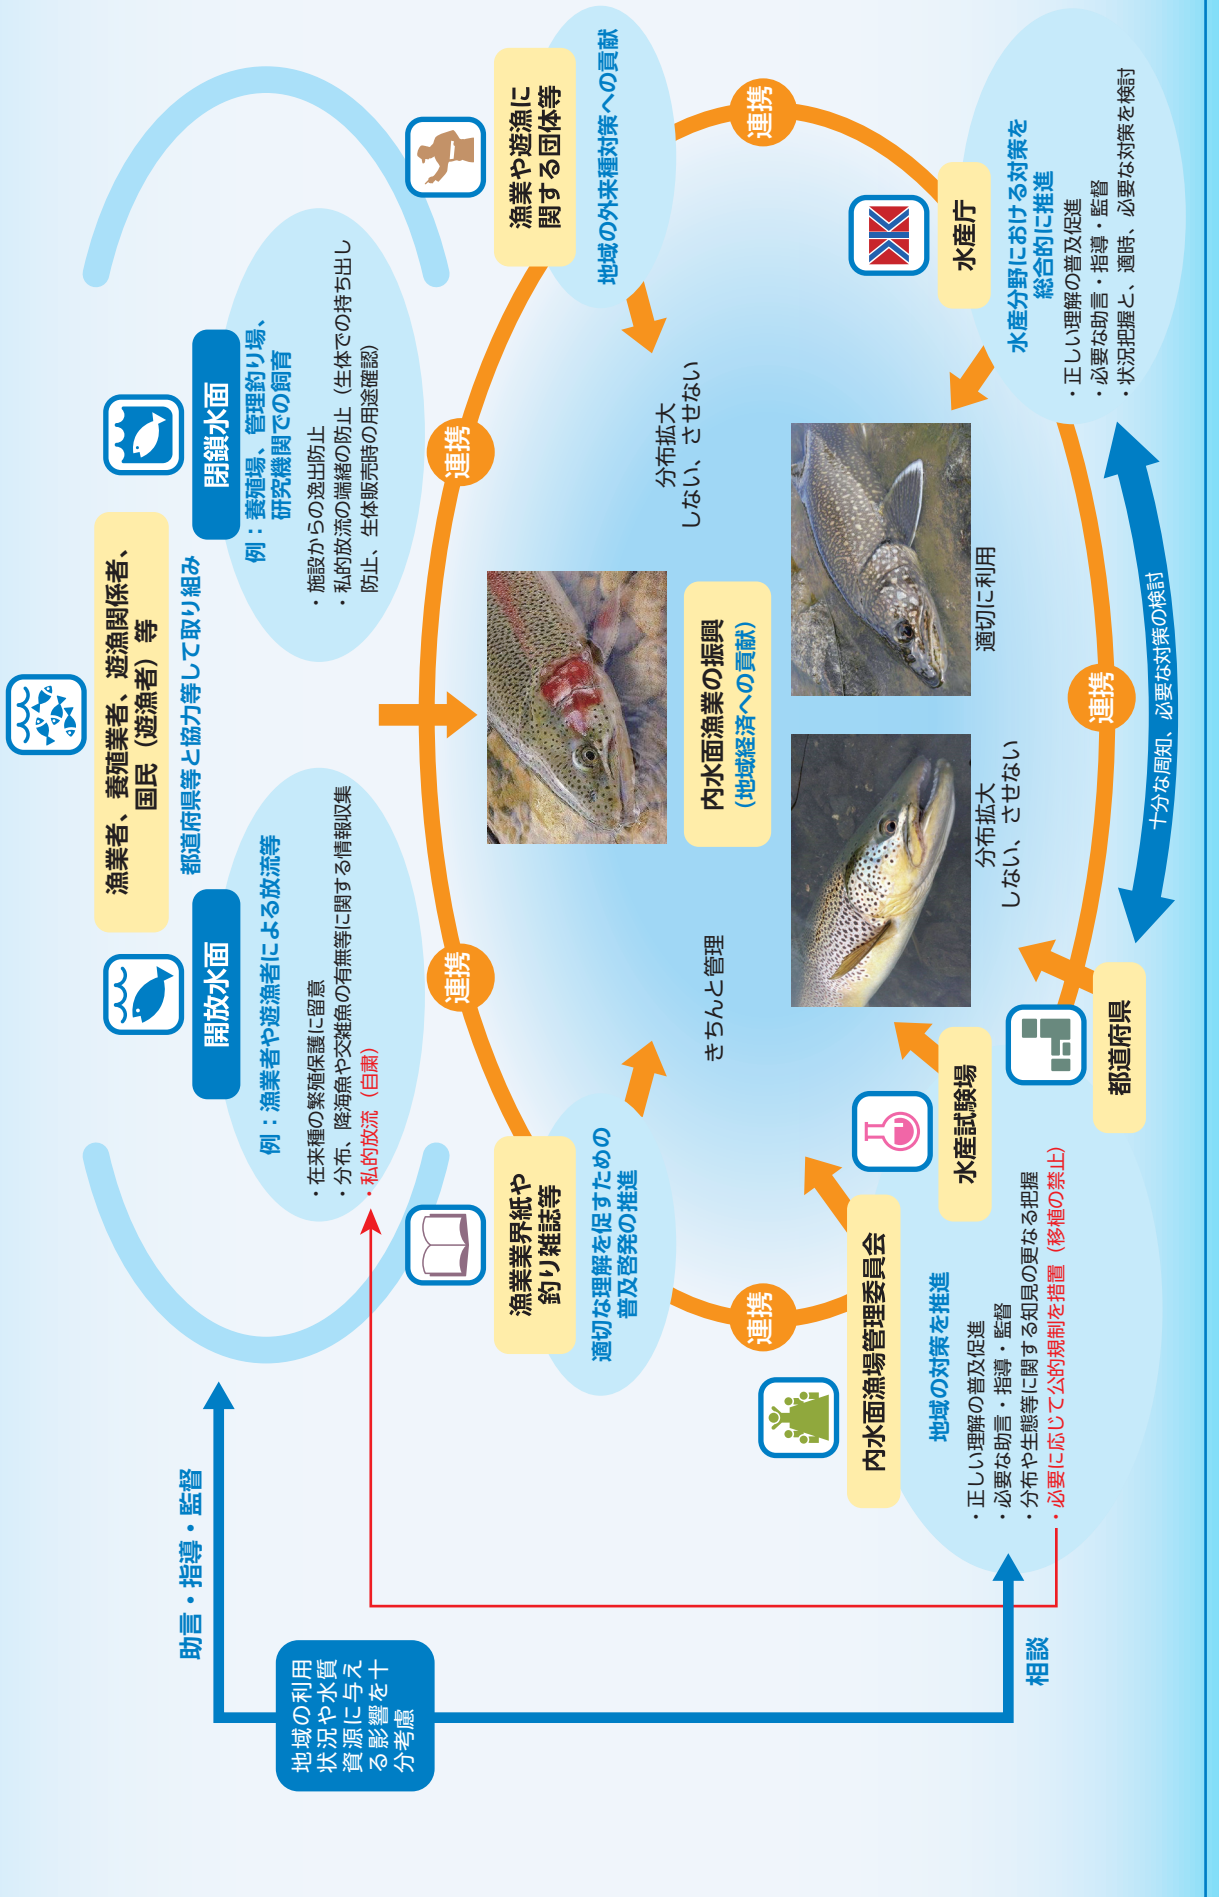 漁業者、養殖業者、遊漁関係者、
国民（遊漁者）等
都道府県等と協力等して取り組み
開放水面
例：漁業者や遊漁者による放流等
・在来種の繁殖保護に留意
・分布、降海魚や交雑魚の有無等に関する情報収集
・私的放流（自粛）
閉鎖水面
例：養殖場、管理釣り場、
研究機関での飼育
・施設からの逸出防止
・私的放流の端緒の防止（生体での持ち出し
防止、生体販売時の用途確認）
助言・指導・監督
地域の利用
状況や水質
資源に与え
る影響を十
分考慮
相談
連携
連携
漁業業界紙や
釣り雑誌等
適切な理解を促すための
普及啓発の推進
漁業や遊漁に
関する団体等
地域の外来種対策への貢献
きちんと管理
内水面漁業の振興
（地域経済への貢献）
分布拡大
しない、させない
連携
連携
内水面漁場管理委員会
水産試験場
都道府県
地域の対策を推進
・正しい理解の普及促進
・必要な助言・指導・監督
・分布や生態等に関する知見の更なる把握
・必要に応じて公的規制を措置（移植の禁止）
分布拡大
しない、させない
適切に利用
水産庁
水産分野における対策を
総合的に推進
・正しい理解の普及促進
・必要な助言・指導・監督
・状況把握と、適時、必要な対策を検討
連携
十分な周知、必要な対策の検討